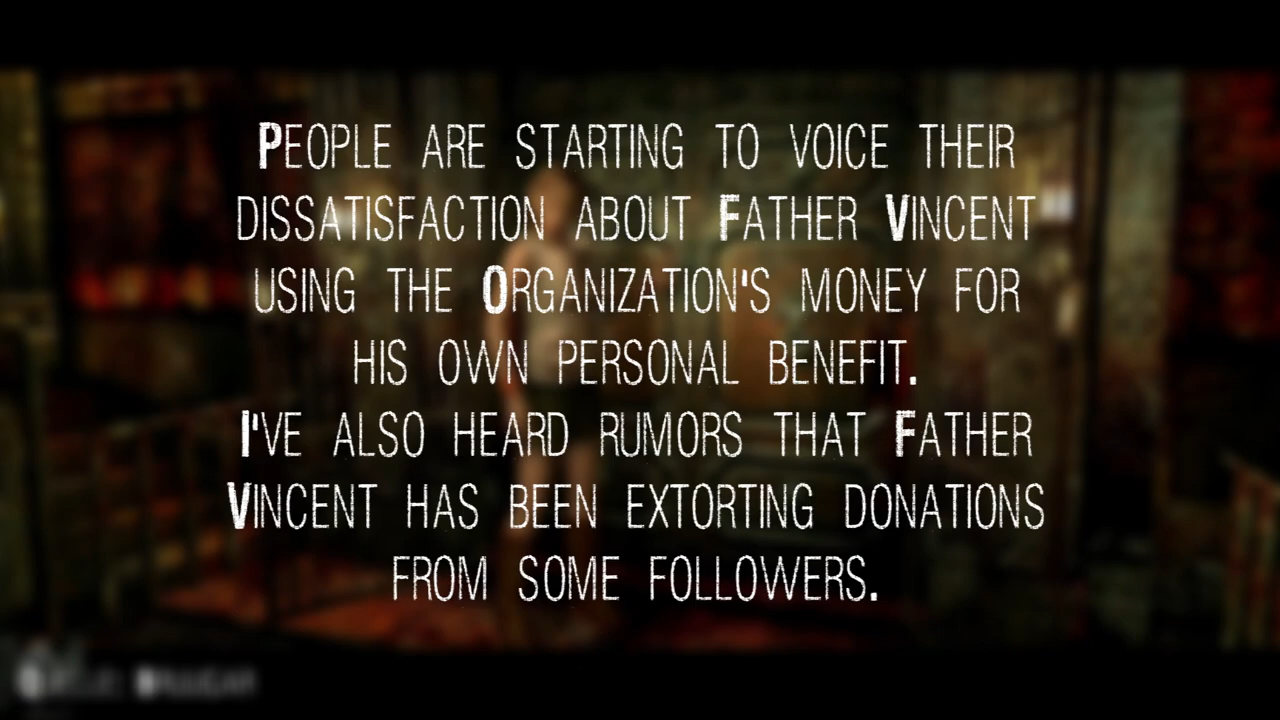 People are starting to voice their
dissatisfaction about Father Vincent
using the Organization's money for
his own personal benefit.
I've also heard rumors that Father
Vincent has been extorting donations
from some followers.